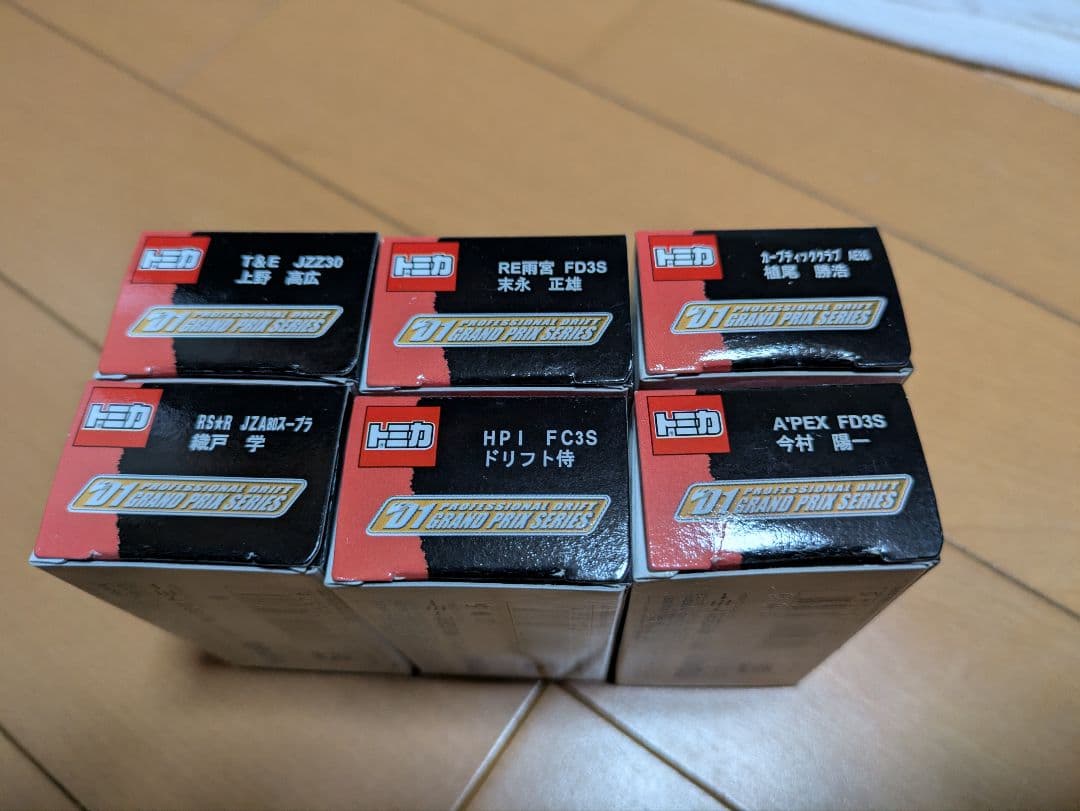 トミカ
T&E JZZ30
上野 高広
D1 PROFESSIONAL DRIFT
GRAND PRIX SERIES
トミカ
RE雨宮 FD3S
末永 正雄
D1 PROFESSIONAL DRIFT
GRAND PRIX SERIES
トミカ
カーブティッククラブ AE86
植尾 勝浩
D1 PROFESSIONAL DRIFT
GRAND PRIX SERIES
トミカ
RS★R JZA80スープラ
織戸 学
D1 PROFESSIONAL DRIFT
GRAND PRIX SERIES
トミカ
HPI FC3S
ドリフト侍
D1 PROFESSIONAL DRIFT
GRAND PRIX SERIES
トミカ
A'PEX FD3S
今村 陽一
D1 PROFESSIONAL DRIFT
GRAND PRIX SERIES